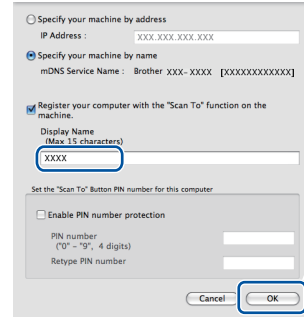 Specify your machine by address
IP Address :
XXX.XXX.XXX.XXX
Specify your machine by name
mDNS Service Name : Brother XXX- XXXX [XXXXXXXXXXXX]
Register your computer with the "Scan To" function on the
machine.
Display Name
(Max 15 characters)
XXXX
Set the "Scan To" Button PIN number for this computer
Enable PIN number protection
PIN number
("0" - "9", 4 digits)
Retype PIN number
Cancel
OK